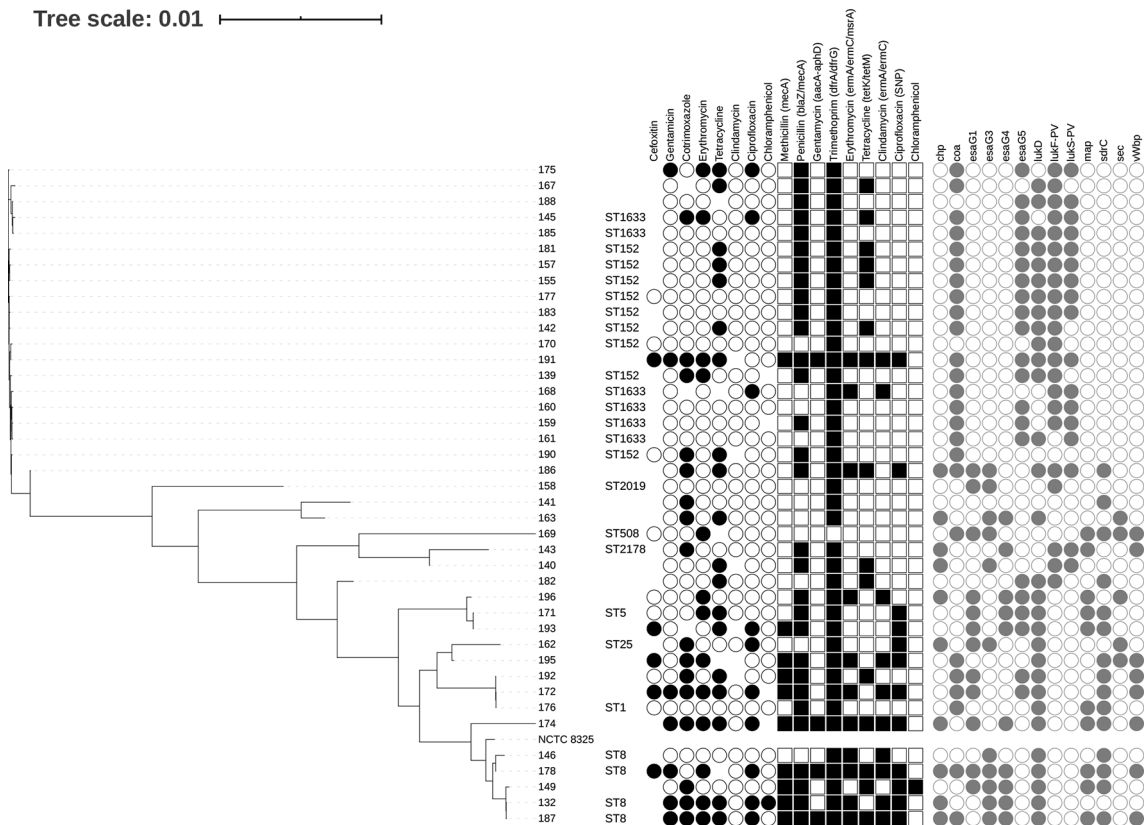 Tree scale: 0.01
Cefoxitin
Gentamicin
Cotrimoxazole
Erythromycin
Tetracycline
Clindamycin
Ciprofloxacin
Chloramphenicol
Methicillin (mecA)
Penicillin (blaZ/mecA)
Gentamycin (aacA-aphD)
Trimethoprim (dfrA/dfrG)
Erythromycin (ermA/ermC/msrA)
Tetracycline (tetK/tetM)
Clindamycin (ermA/ermC)
Ciprofloxacin (SNP)
Chloramphenicol
chp
coa
esaG1
esaG3
esaG4
esaG5
lukD
lukF-PV
lukS-PV
map
sdrC
sec
vWbp
175
167
188
145 ST1633
185 ST1633
181 ST152
157 ST152
155 ST152
177 ST152
183 ST152
142 ST152
170 ST152
191
139 ST152
168 ST1633
160 ST1633
159 ST1633
161 ST1633
190 ST152
186
158 ST2019
141
163
169 ST508
143 ST2178
140
182
196
171 ST5
193
162 ST25
195
192
172
176 ST1
174
NCTC 8325
146 ST8
178 ST8
149
132 ST8
187 ST8